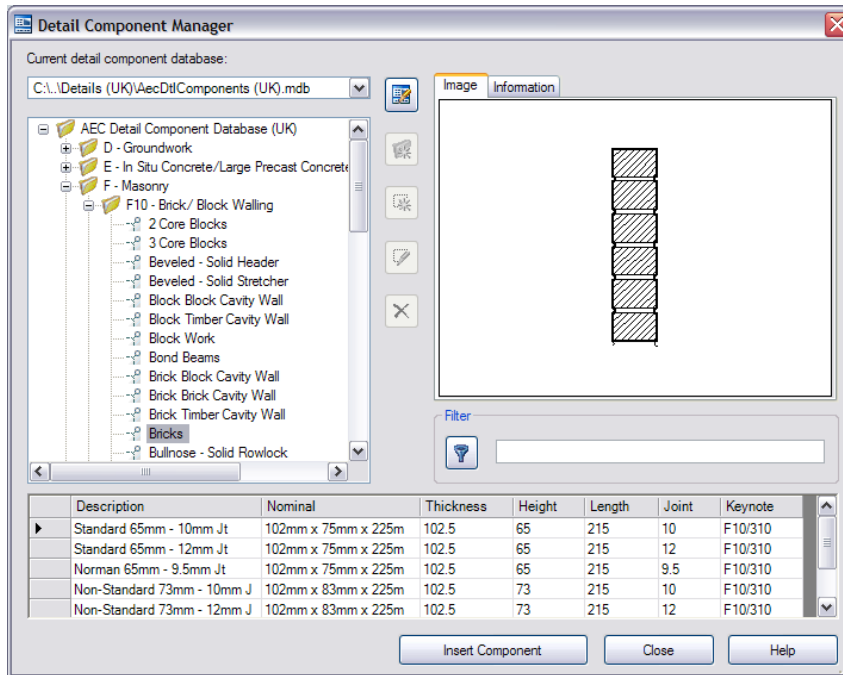 Detail Component Manager
Current detail component database:
C:\..\Details (UK)\AecDtlComponents (UK).mdb
AEC Detail Component Database (UK)
D - Groundwork
E - In Situ Concrete/Large Precast Concrete
F - Masonry
F10 - Brick/ Block Walling
2 Core Blocks
3 Core Blocks
Beveled - Solid Header
Beveled - Solid Stretcher
Block Block Cavity Wall
Block Timber Cavity Wall
Block Work
Bond Beams
Brick Block Cavity Wall
Brick Brick Cavity Wall
Brick Timber Cavity Wall
Bricks
Bullnose - Solid Rowlock
Image Information
Filter
Description Nominal Thickness Height Length Joint Keynote
Standard 65mm - 10mm Jt 102mm x 75mm x 225m 102.5 65 215 10 F10/310
Standard 65mm - 12mm Jt 102mm x 75mm x 225m 102.5 65 215 12 F10/310
Norman 65mm - 9.5mm Jt 102mm x 75mm x 225m 102.5 65 215 9.5 F10/310
Non-Standard 73mm - 10mm J 102mm x 83mm x 225m 102.5 73 215 10 F10/310
Non-Standard 73mm - 12mm J 102mm x 83mm x 225m 102.5 73 215 12 F10/310
Insert Component Close Help